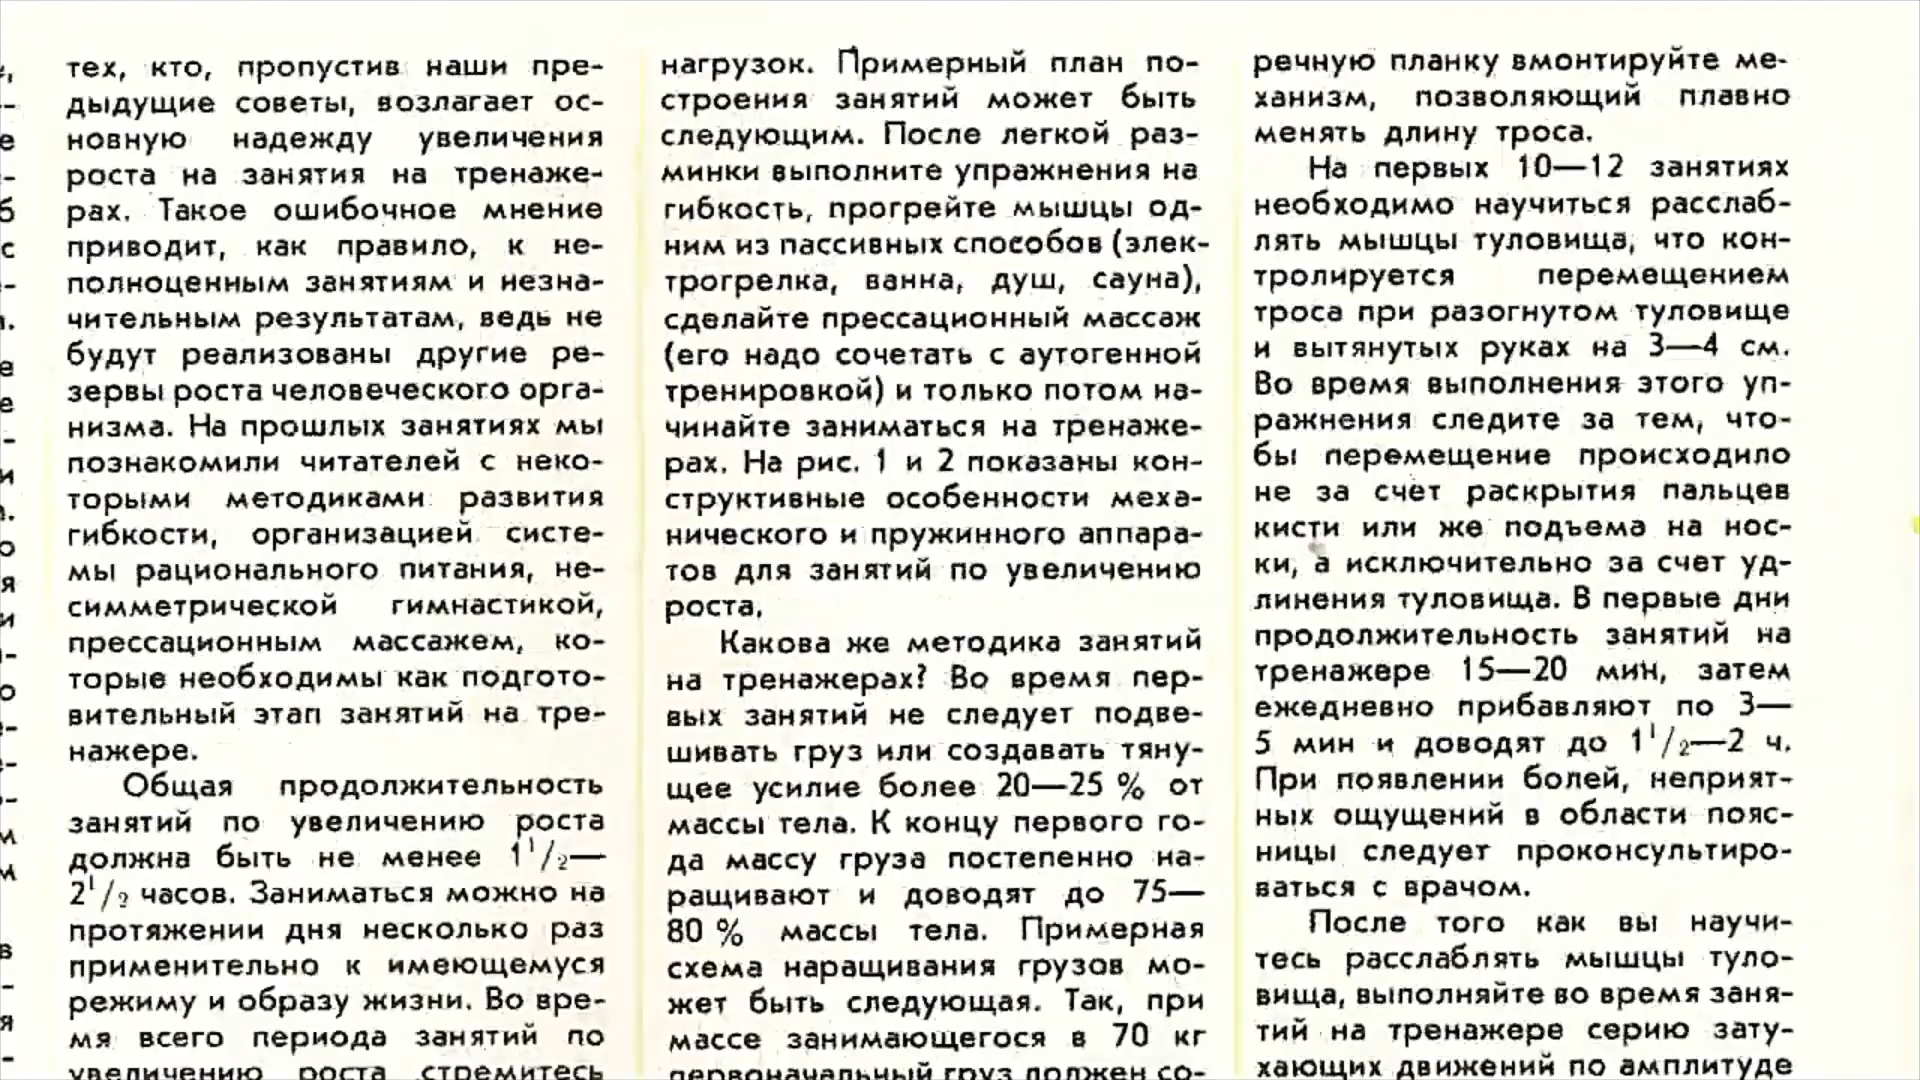 тех, кто, пропустив наши пре-
дыдущие советы, возлагает ос-
новную надежду увеличения
роста на занятия на тренаже-
рах. Такое ошибочное мнение
приводит, как правило, к не-
полноценным занятиям и незна-
чительным результатам, ведь не
будут реализованы другие ре-
зервы роста человеческого орга-
низма. На прошлых занятиях мы
познакомили читателей с неко-
торыми методиками развития
гибкости, организацией систе-
мы рационального питания, не-
симметрической гимнастикой,
прессационным массажем, ко-
торые необходимы как подгото-
вительный этап занятий на тре-
нажере.
Общая продолжительность
занятий по увеличению роста
должна быть не менее 1¹/₂—
2¹/₂ часов. Заниматься можно на
протяжении дня несколько раз
применительно к имеющемуся
режиму и образу жизни. Во вре-
мя всего периода занятий по
увеличению роста стремитесь
нагрузок. Примерный план по-
строения занятий может быть
следующим. После легкой раз-
минки выполните упражнения на
гибкость, прогрейте мышцы од-
ним из пассивных способов (элек-
трогрелка, ванна, душ, сауна),
сделайте прессационный массаж
(его надо сочетать с аутогенной
тренировкой) и только потом на-
чинайте заниматься на тренаже-
рах. На рис. 1 и 2 показаны кон-
структивные особенности меха-
нического и пружинного аппара-
тов для занятий по увеличению
роста,
Какова же методика занятий
на тренажерах? Во время пер-
вых занятий не следует подве-
шивать груз или создавать тяну-
щее усилие более 20—25 % от
массы тела. К концу первого го-
да массу груза постепенно на-
ращивают и доводят до 75—
80 % массы тела. Примерная
схема наращивания грузов мо-
жет быть следующая. Так, при
массе занимающегося в 70 кг
первоначальный груз должен со-
речную планку вмонтируйте ме-
ханизм, позволяющий плавно
менять длину троса.
На первых 10—12 занятиях
необходимо научиться расслаб-
лять мышцы туловища, что кон-
тролируется перемещением
троса при разогнутом туловище
и вытянутых руках на 3—4 см.
Во время выполнения этого уп-
ражнения следите за тем, что-
бы перемещение происходило
не за счет раскрытия пальцев
кисти или же подъема на нос-
ки, а исключительно за счет уд-
линения туловища. В первые дни
продолжительность занятий на
тренажере 15—20 мин, затем
ежедневно прибавляют по 3—
5 мин и доводят до 1¹/₂—2 ч.
При появлении болей, неприят-
ных ощущений в области пояс-
ницы следует проконсультиро-
ваться с врачом.
После того как вы научи-
тесь расслаблять мышцы туло-
вища, выполняйте во время заня-
тий на тренажере серию зату-
хающих движений по амплитуде